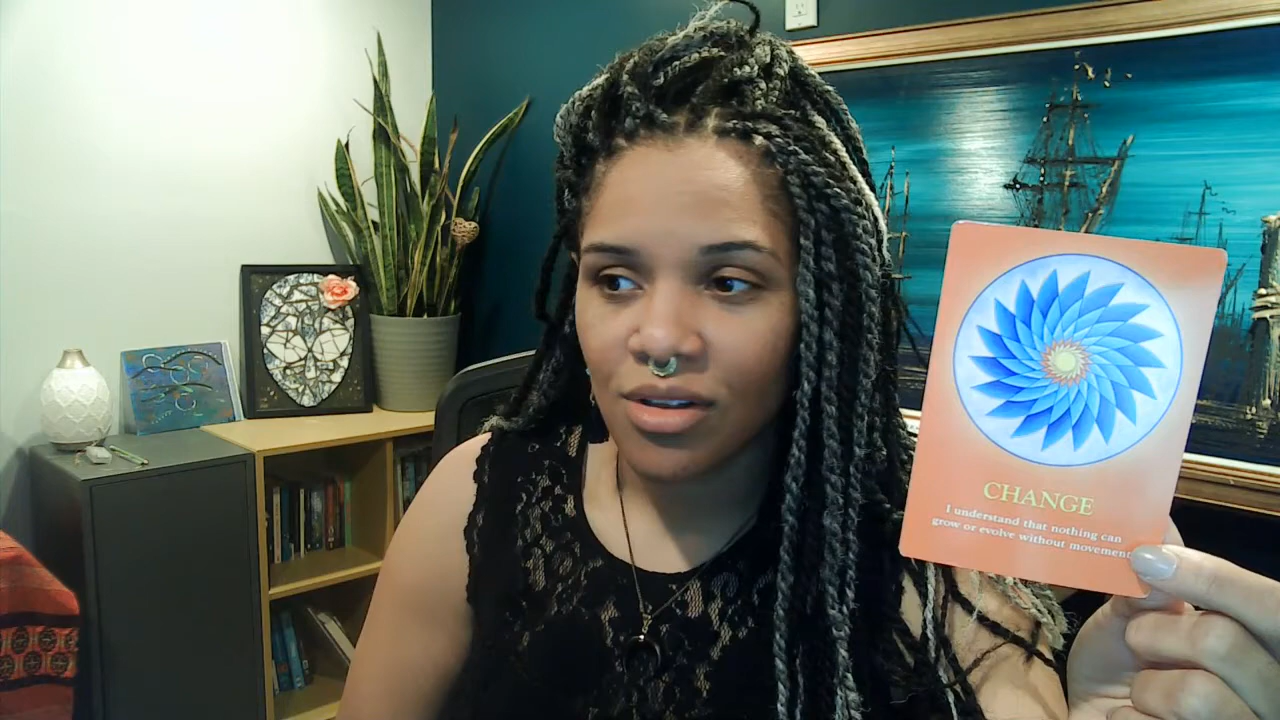 CHANGE
I understand that nothing can
grow or evolve without movement